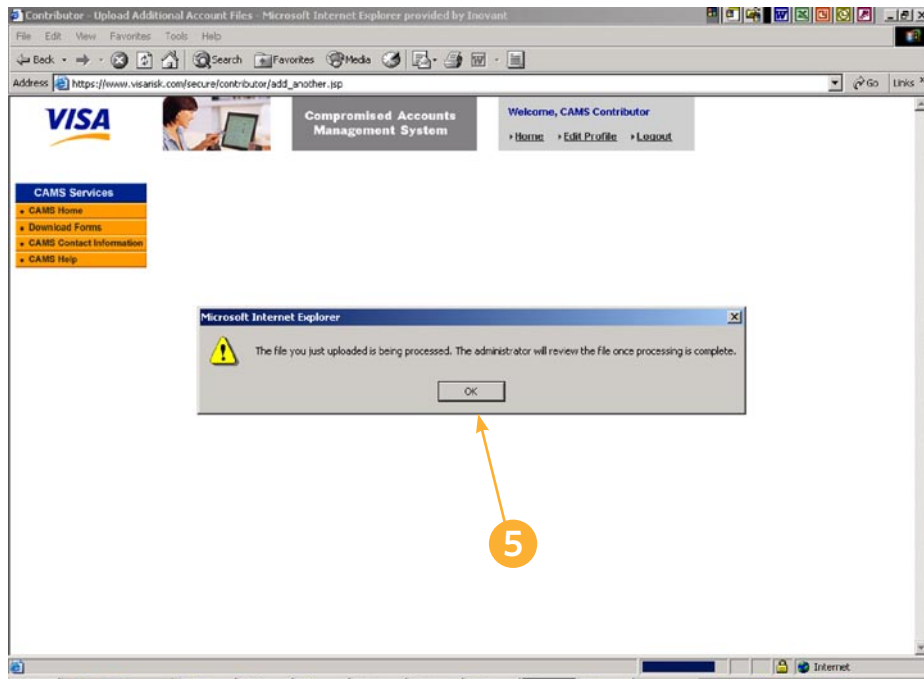 Contributor - Upload Additional Account Files - Microsoft Internet Explorer provided by Inovant
File Edit View Favorites Tools Help
Back Search Favorites Media
Address https://www.visarisk.com/secure/contributor/add_another.jsp Go Links
VISA
Compromised Accounts
Management System
Welcome, CAMS Contributor
Home Edit Profile Logout
CAMS Services
CAMS Home
Download Forms
CAMS Contact Information
CAMS Help
Microsoft Internet Explorer
The file you just uploaded is being processed. The administrator will review the file once processing is complete.
OK
5
Internet